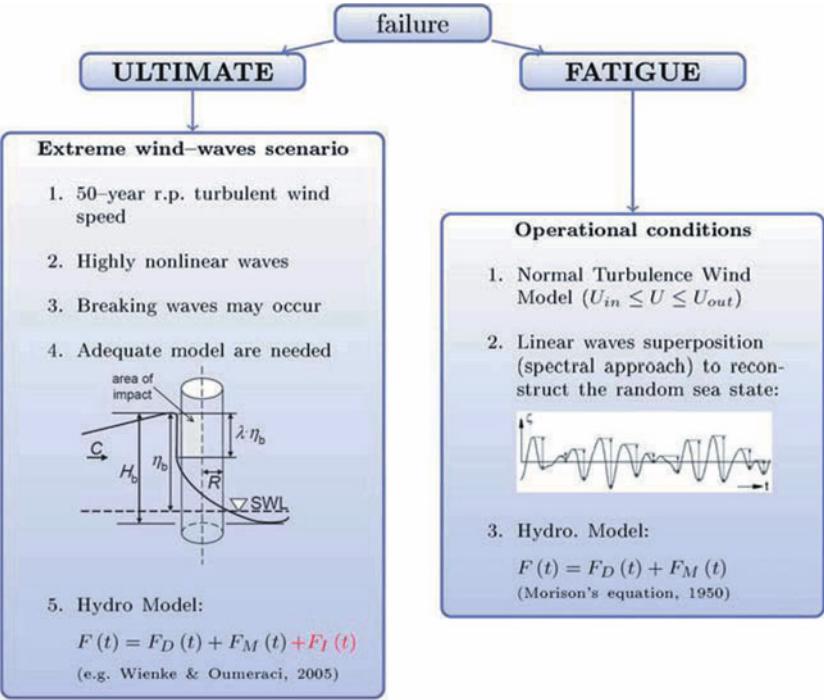 failure
ULTIMATE
Extreme wind–waves scenario
1. 50–year r.p. turbulent wind
speed
2. Highly nonlinear waves
3. Breaking waves may occur
4. Adequate model are needed
area of
impact
λ·η_b
C
H_b
η_b
R
SWL
5. Hydro Model:
F (t) = F_D (t) + F_M (t) +F_I (t)
(e.g. Wienke & Oumeraci, 2005)
FATIGUE
Operational conditions
1. Normal Turbulence Wind
Model (U_in ≤ U ≤ U_out)
2. Linear waves superposition
(spectral approach) to recon-
struct the random sea state:
ζ
t
3. Hydro. Model:
F (t) = F_D (t) + F_M (t)
(Morison's equation, 1950)